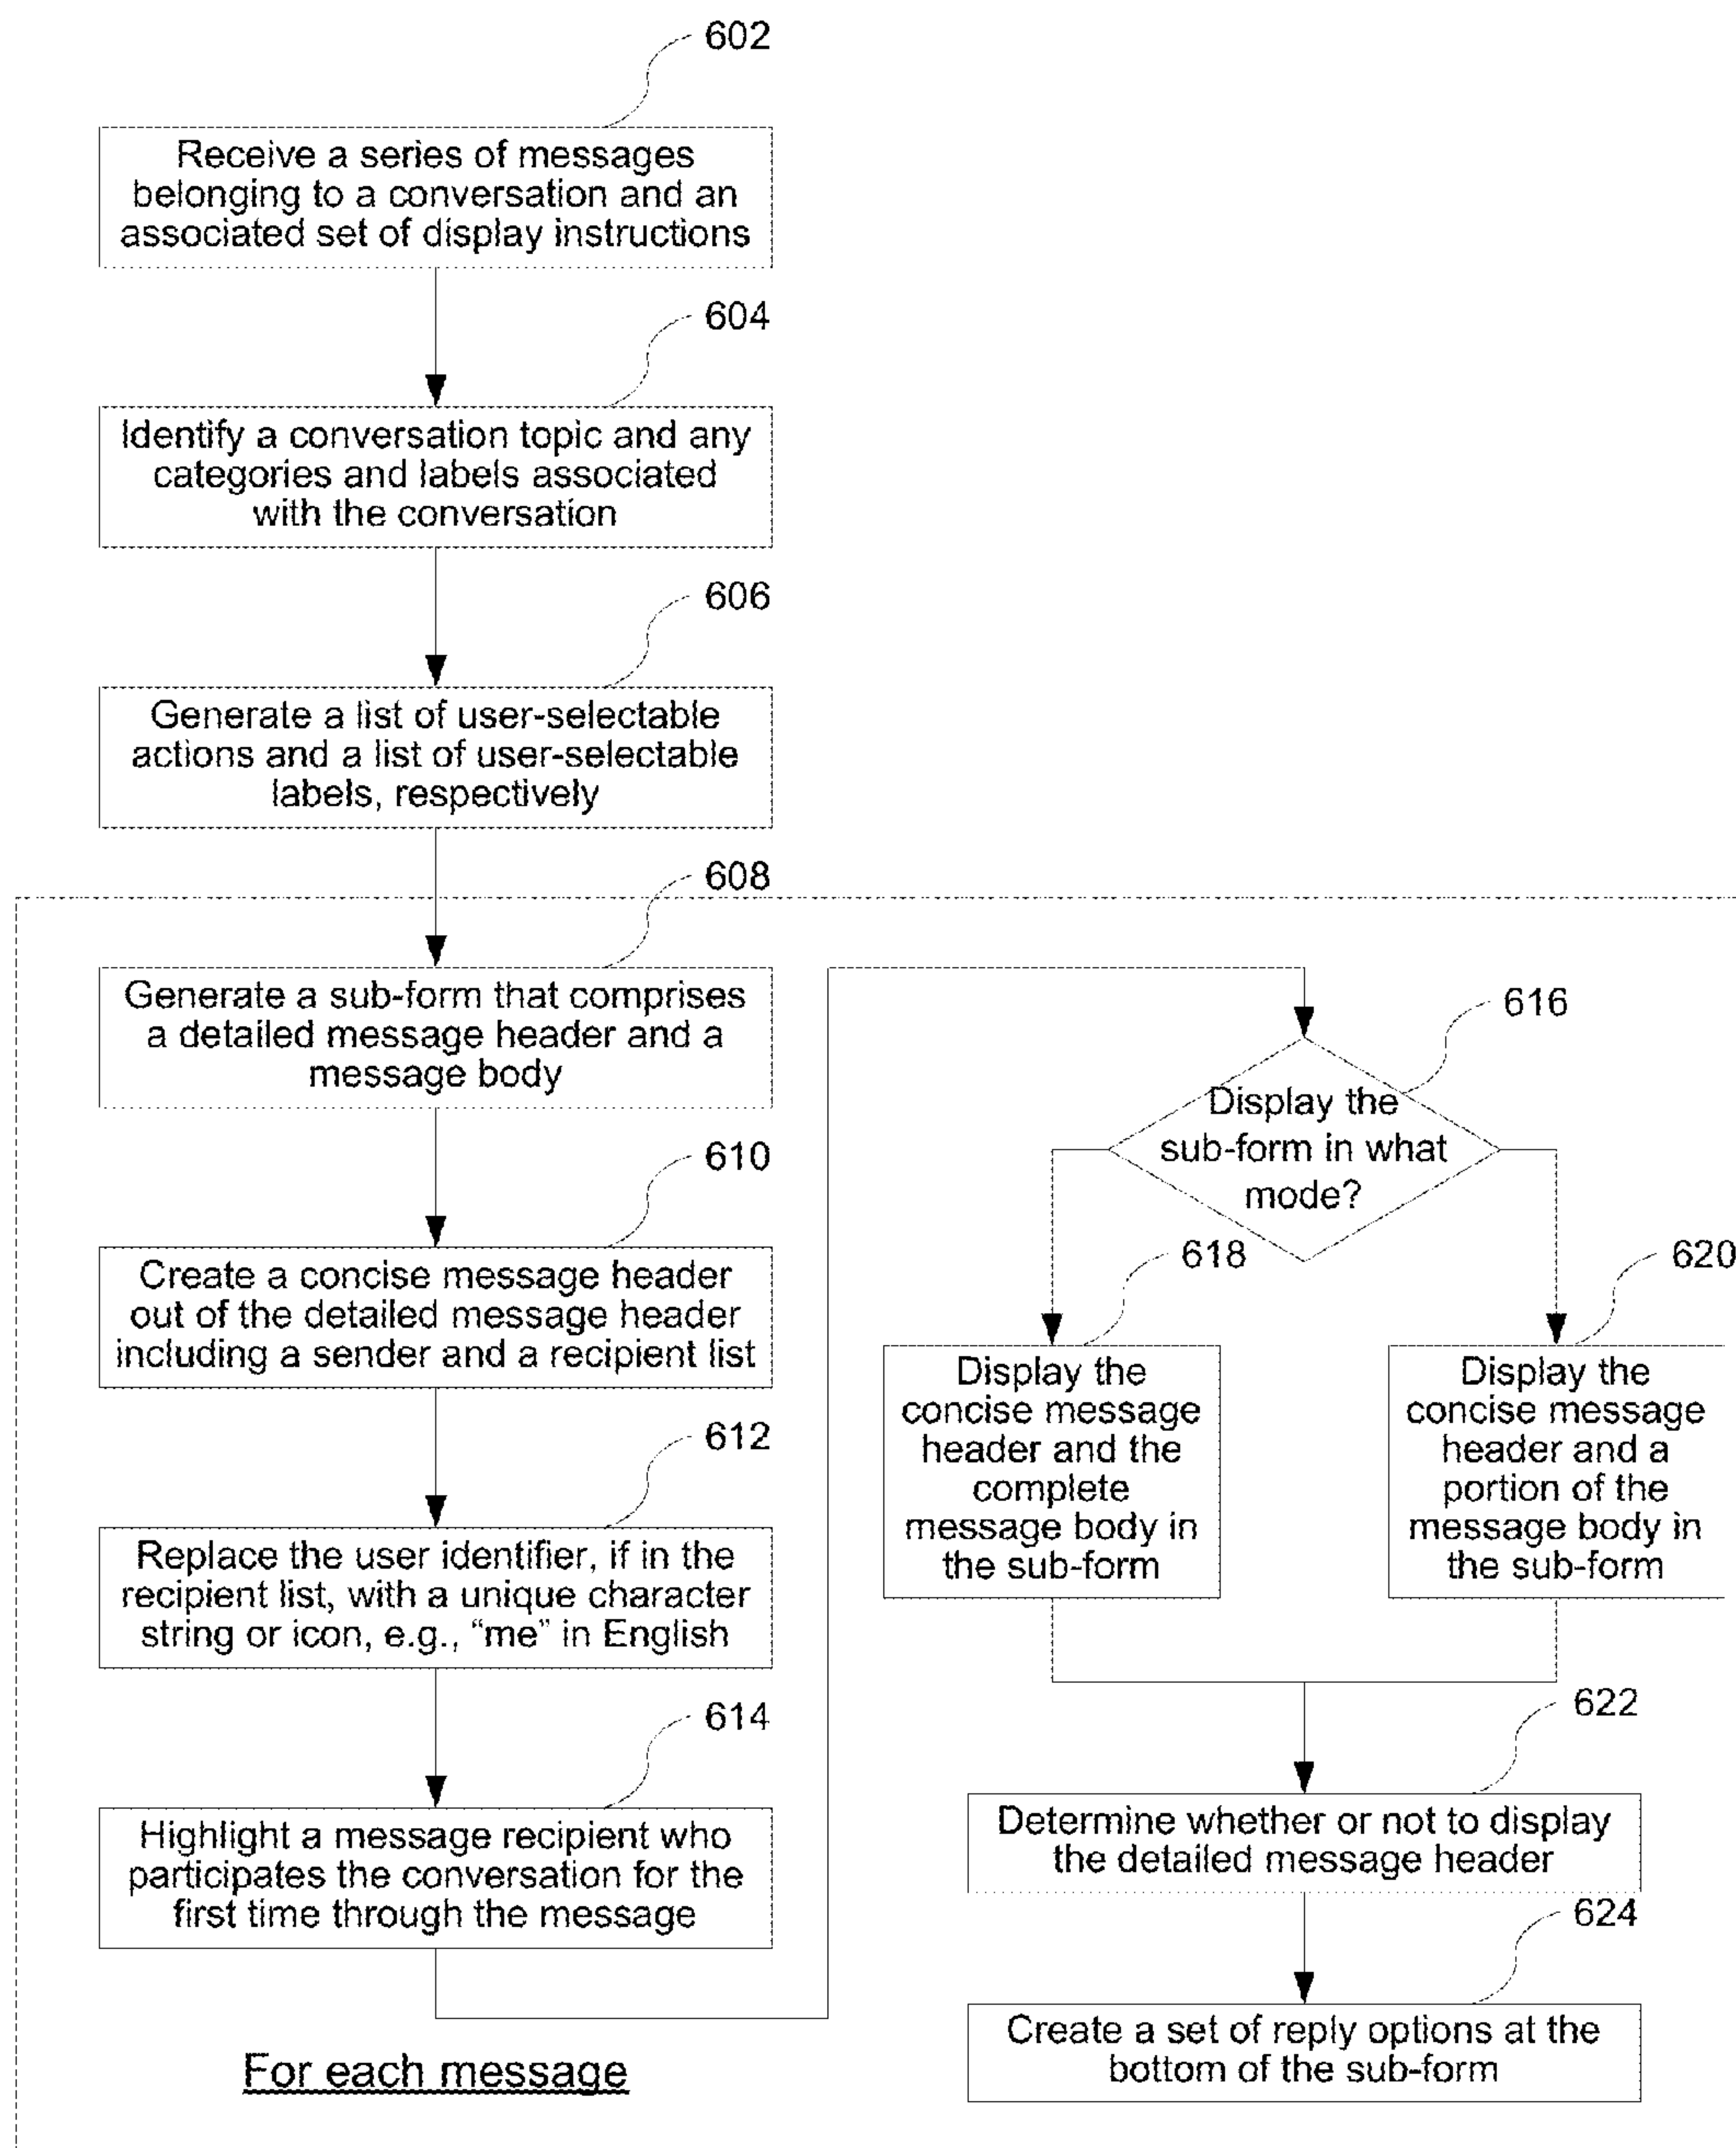 602
Receive a series of messages
belonging to a conversation and an
associated set of display instructions
604
Identify a conversation topic and any
categories and labels associated
with the conversation
606
Generate a list of user-selectable
actions and a list of user-selectable
labels, respectively
608
Generate a sub-form that comprises
a detailed message header and a
message body
610
Create a concise message header
out of the detailed message header
including a sender and a recipient list
612
Replace the user identifier, if in the
recipient list, with a unique character
string or icon, e.g., “me” in English
614
Highlight a message recipient who
participates the conversation for the
first time through the message
For each message
616
Display the
sub-form in what
mode?
618
Display the
concise message
header and the
complete
message body in
the sub-form
620
Display the
concise message
header and a
portion of the
message body in
the sub-form
622
Determine whether or not to display
the detailed message header
624
Create a set of reply options at the
bottom of the sub-form